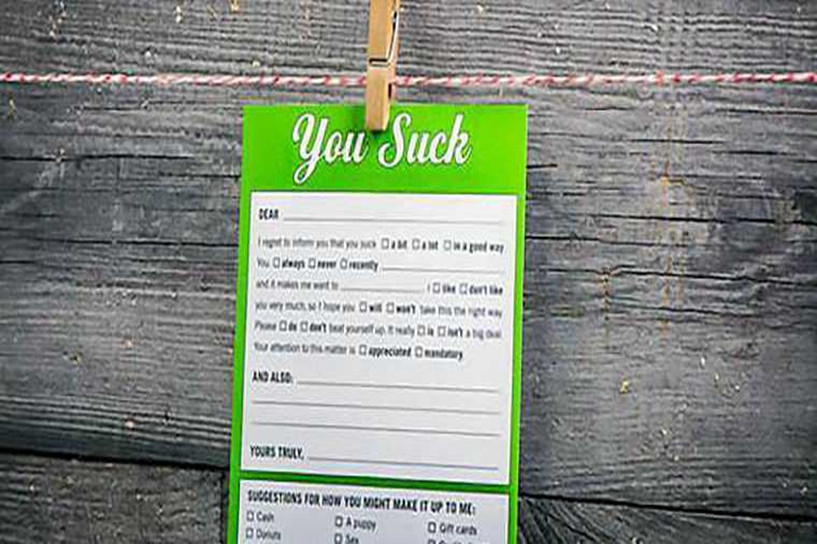 You Suck
DEAR
I regret to inform you that you suck ☐ a bit ☐ a lot ☐ in a good way
You ☐ always ☐ never ☐ recently
and it makes me want to I ☐ like ☐ don't like
you very much, so I hope you ☐ will ☐ won't take this the right way
Please ☐ do ☐ don't beat yourself up. It really ☐ is ☐ isn't a big deal
Your attention to this matter is ☐ appreciated ☐ mandatory.
AND ALSO:
YOURS TRULY,
SUGGESTIONS FOR HOW YOU MIGHT MAKE IT UP TO ME:
☐ Cash ☐ A puppy ☐ Gift cards
☐ Donuts ☐ Sex